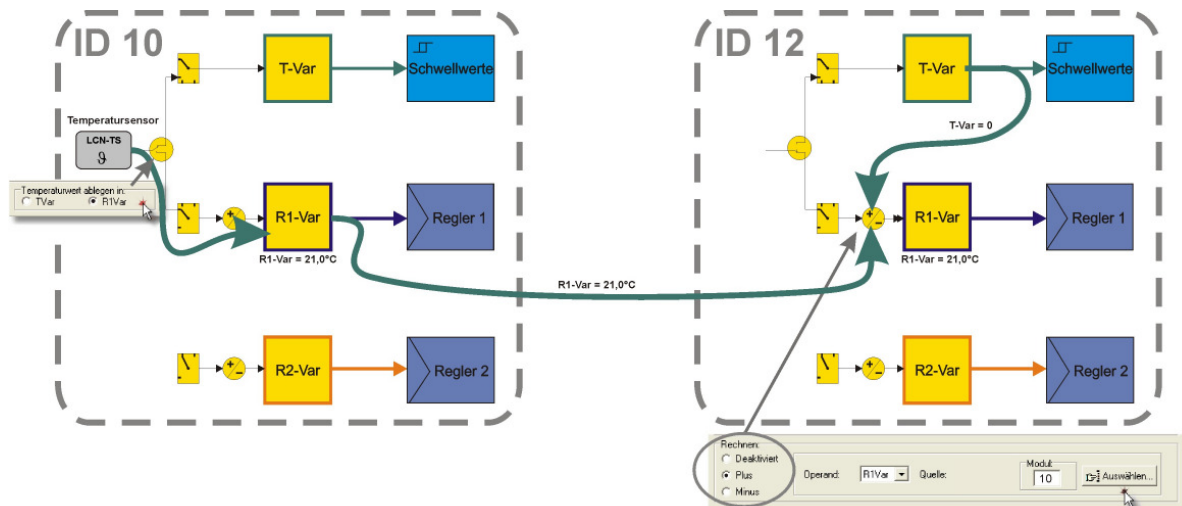 ID 10
T-Var
Schwellwerte
Temperatursensor
LCN-TS
ϑ
Temperaturwert ablegen in:
TVar
R1Var
+
-
R1-Var
Regler 1
R1-Var = 21,0°C
R1-Var = 21,0°C
+
-
R2-Var
Regler 2
ID 12
T-Var
Schwellwerte
T-Var = 0
+
-
R1-Var
Regler 1
R1-Var = 21,0°C
+
-
R2-Var
Regler 2
Rechnen:
Deaktiviert
Plus
Minus
Operand:
R1Var
Quelle:
Modul:
10
Auswählen...